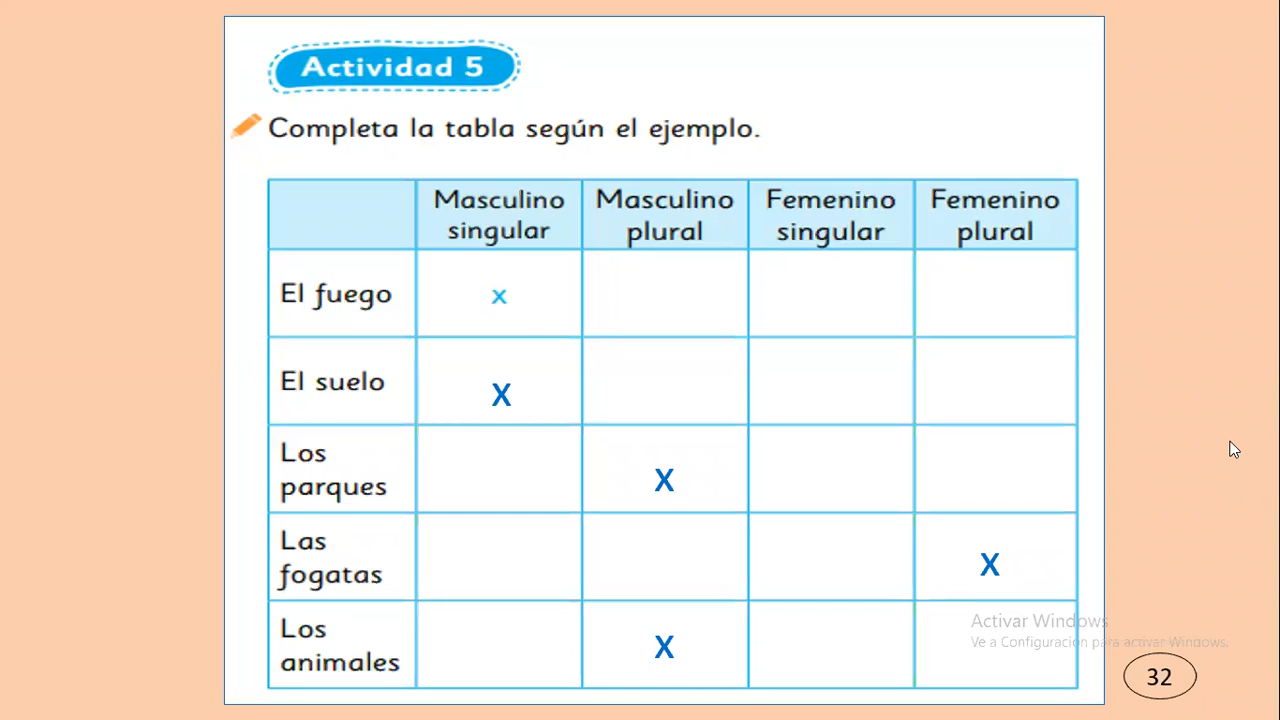 Actividad 5
Completa la tabla según el ejemplo.
Masculino singular Masculino plural Femenino singular Femenino plural
El fuego x
El suelo X
Los parques X
Las fogatas X
Los animales X
Activar Windows
Ve a Configuración para activar Windows.
32